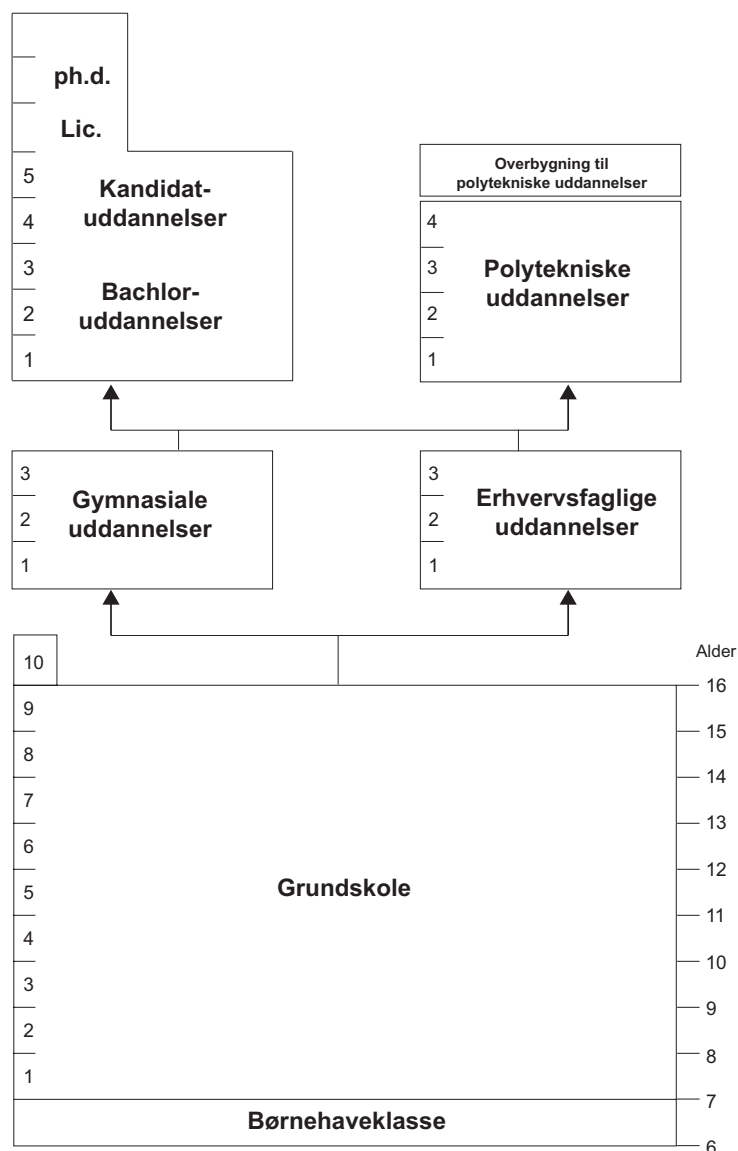 ph.d.
Lic.
5
Kandidat-
uddannelser
4
3
Bachlor-
uddannelser
2
1
Overbygning til
polytekniske uddannelser
4
3
Polytekniske
uddannelser
2
1
3
Gymnasiale
uddannelser
2
1
3
Erhvervsfaglige
uddannelser
2
1
10
9
8
7
6
5
4
3
2
1
Grundskole
Børnehaveklasse
Alder
16
15
14
13
12
11
10
9
8
7
6